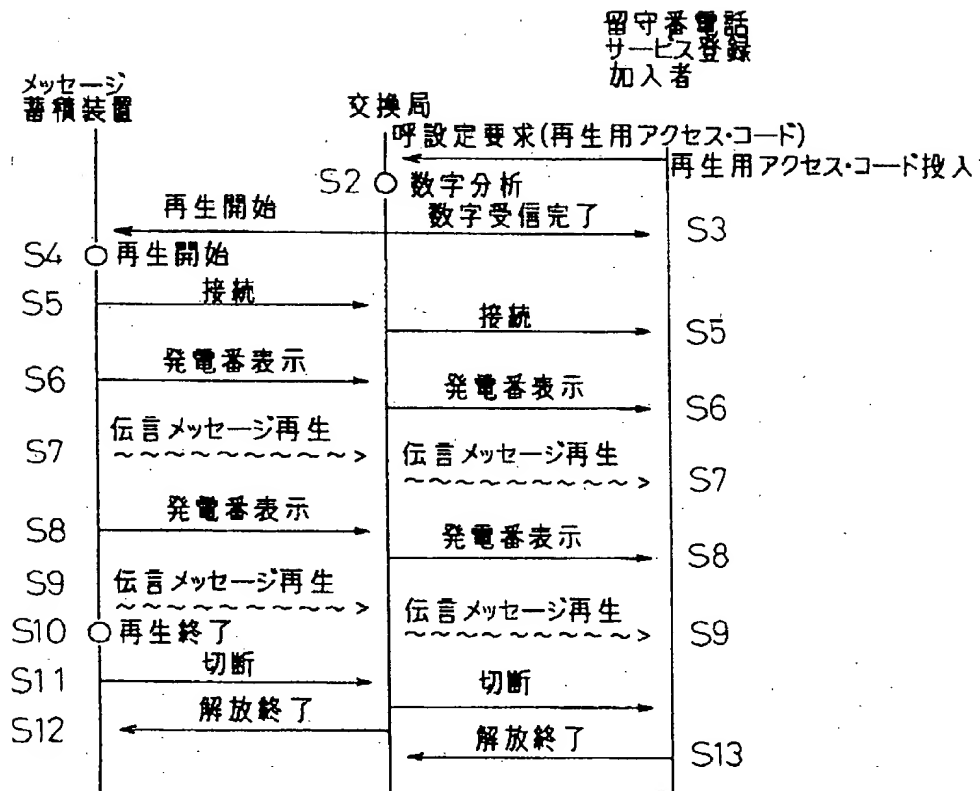 留守番電話
サービス登録
加入者
メッセージ
蓄積装置
交換局
呼設定要求(再生用アクセス・コード)
再生用アクセス・コード投入
S2 数字分析
再生開始
数字受信完了
S3
S4 再生開始
S5
接続
接続
S5
S6
発電番表示
発電番表示
S6
S7
伝言メッセージ再生
伝言メッセージ再生
S7
S8
発電番表示
発電番表示
S8
S9
伝言メッセージ再生
伝言メッセージ再生
S9
S10 再生終了
S11
切断
切断
S12
解放終了
解放終了
S13